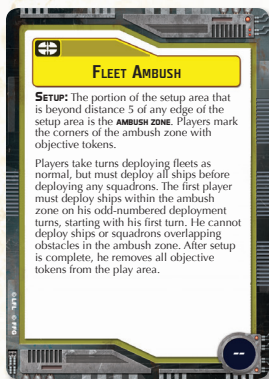 FLEET AMBUSH
SETUP: The portion of the setup area that
is beyond distance 5 of any edge of the
setup area is the AMBUSH ZONE. Players mark
the corners of the ambush zone with
objective tokens.
Players take turns deploying fleets as
normal, but must deploy all ships before
deploying any squadrons. The first player
must deploy ships within the ambush
zone on his odd-numbered deployment
turns, starting with his first turn. He cannot
deploy ships or squadrons overlapping
obstacles in the ambush zone. After setup
is complete, he removes all objective
tokens from the play area.
© LFL © FFG
--